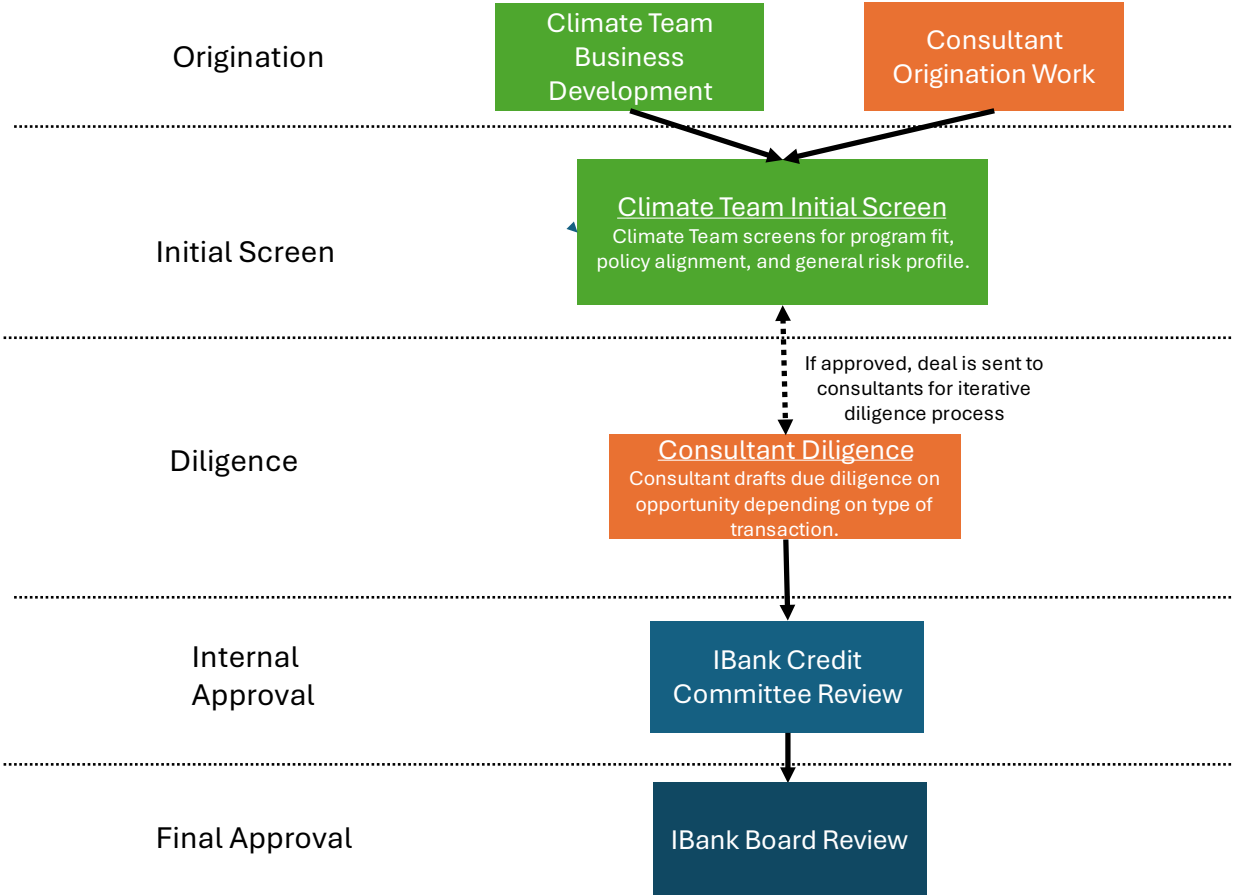 Origination
Climate Team
Business
Development
Consultant
Origination Work
Initial Screen
Climate Team Initial Screen
Climate Team screens for program fit,
policy alignment, and general risk profile.
If approved, deal is sent to
consultants for iterative
diligence process
Diligence
Consultant Diligence
Consultant drafts due diligence on
opportunity depending on type of
transaction.
Internal
Approval
IBank Credit
Committee Review
Final Approval
IBank Board Review